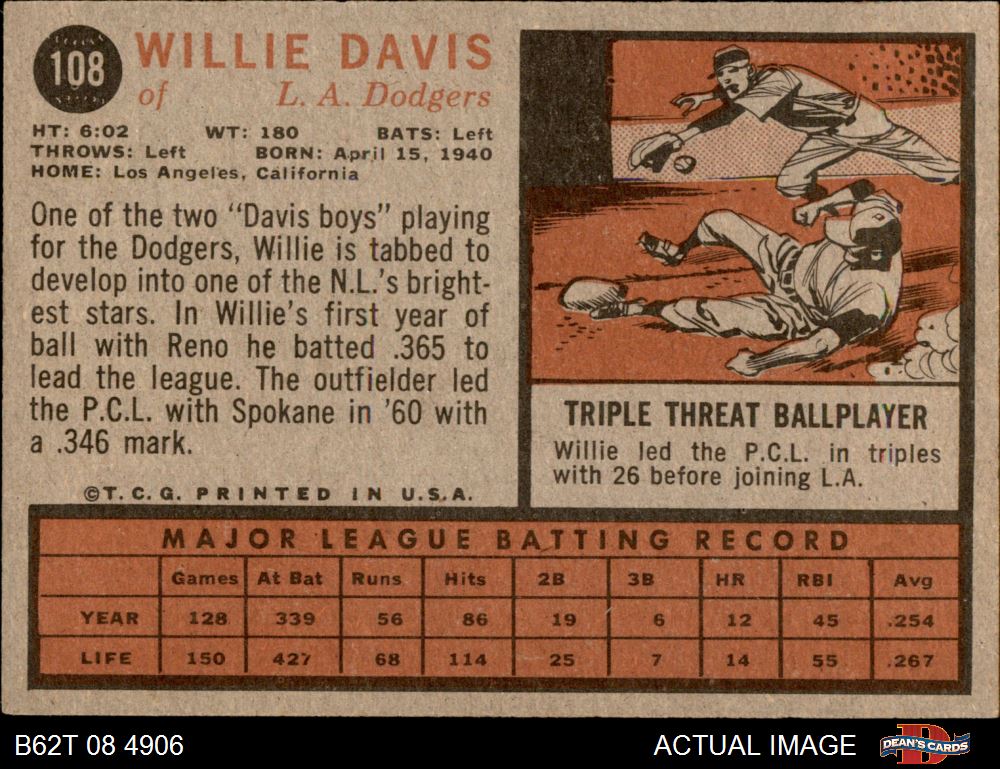 108
WILLIE DAVIS
of L. A. Dodgers
HT: 6:02 WT: 180 BATS: Left
THROWS: Left BORN: April 15, 1940
HOME: Los Angeles, California
One of the two "Davis boys" playing
for the Dodgers, Willie is tabbed to
develop into one of the N.L.'s bright-
est stars. In Willie's first year of
ball with Reno he batted .365 to
lead the league. The outfielder led
the P.C.L. with Spokane in '60 with
a .346 mark.
©T.C.G. PRINTED IN U.S.A.
TRIPLE THREAT BALLPLAYER
Willie led the P.C.L. in triples
with 26 before joining L.A.
MAJOR LEAGUE BATTING RECORD
Games At Bat Runs Hits 2B 3B HR RBI Avg
YEAR 128 339 56 86 19 6 12 45 .254
LIFE 150 427 68 114 25 7 14 55 .267
B62T 08 4906
ACTUAL IMAGE
DEAN'S CARDS